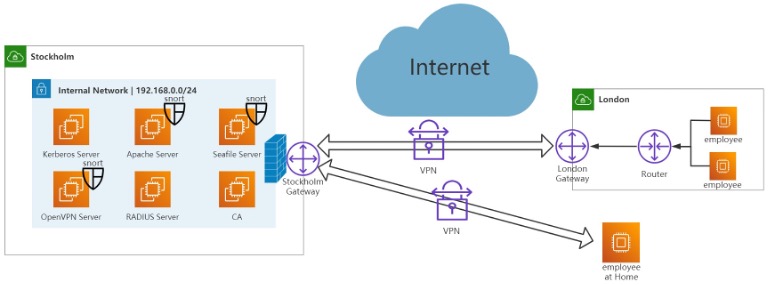 Stockholm
Internal Network | 192.168.0.0/24
snort
snort
Kerberos Server
Apache Server
Seafile Server
snort
OpenVPN Server
RADIUS Server
CA
Stockholm
Gateway
Internet
VPN
VPN
London
London
Gateway
Router
employee
employee
employee
at Home